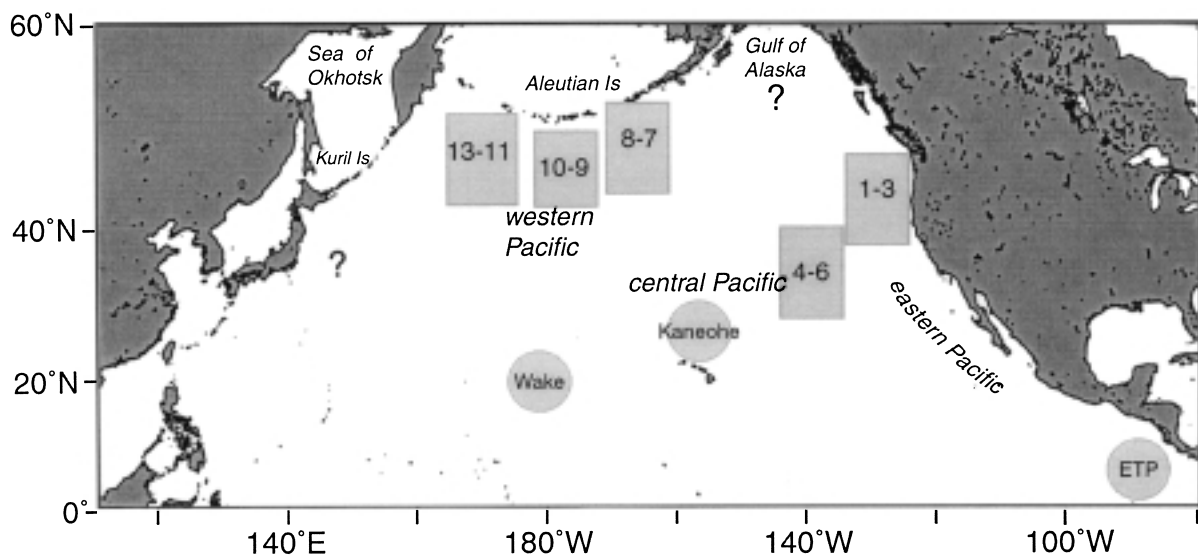 60˚N
Sea of
Okhotsk
Gulf of
Alaska
?
Aleutian Is
Kuril Is
13-11
10-9
8-7
1-3
40˚N
western
Pacific
?
central Pacific
4-6
eastern Pacific
Kaneohe
Wake
20˚N
ETP
0˚
140˚E
180˚W
140˚W
100˚W